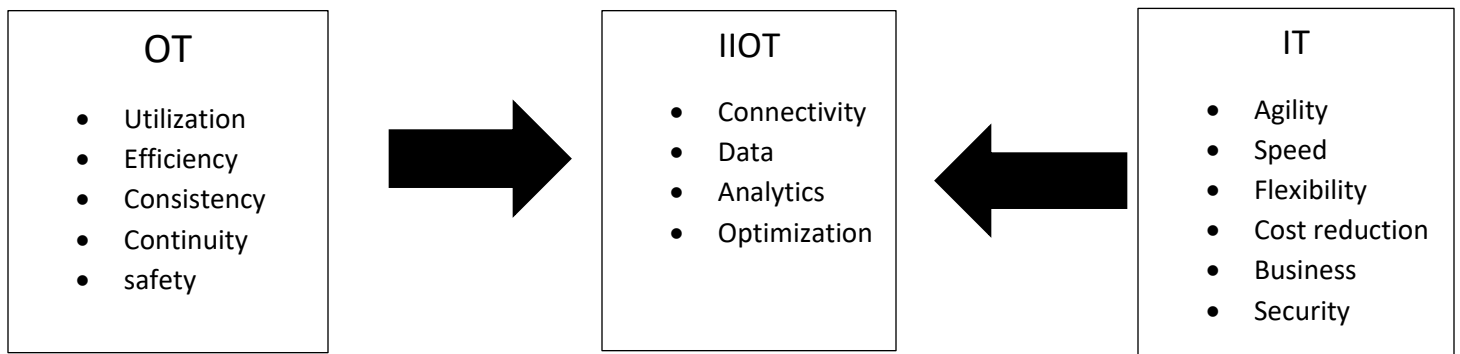 OT
• Utilization
• Efficiency
• Consistency
• Continuity
• safety
IIOT
• Connectivity
• Data
• Analytics
• Optimization
IT
• Agility
• Speed
• Flexibility
• Cost reduction
• Business
• Security